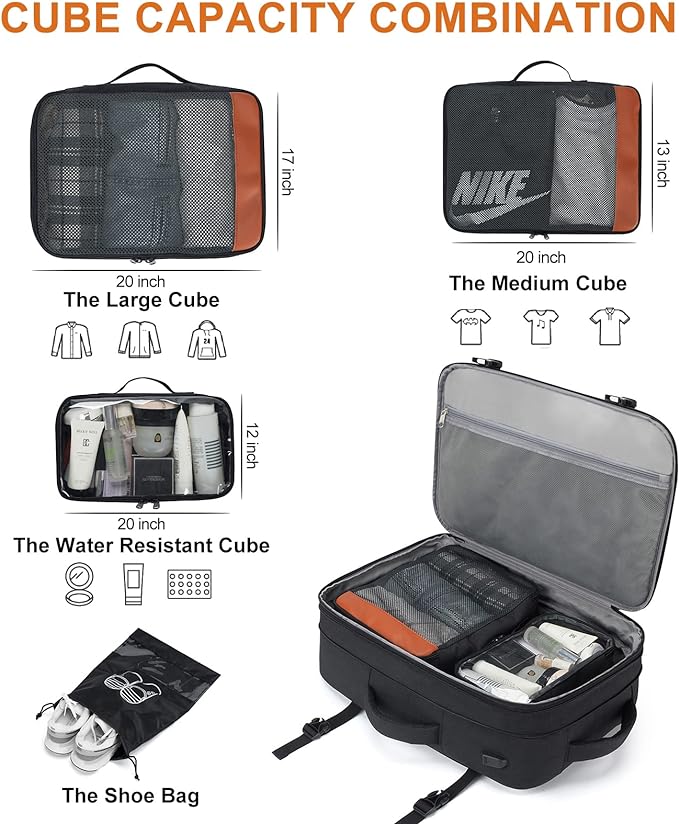 CUBE CAPACITY COMBINATION
17 inch
20 inch
The Large Cube
24
NIKE
13 inch
20 inch
The Medium Cube
12 inch
20 inch
The Water Resistant Cube
The Shoe Bag